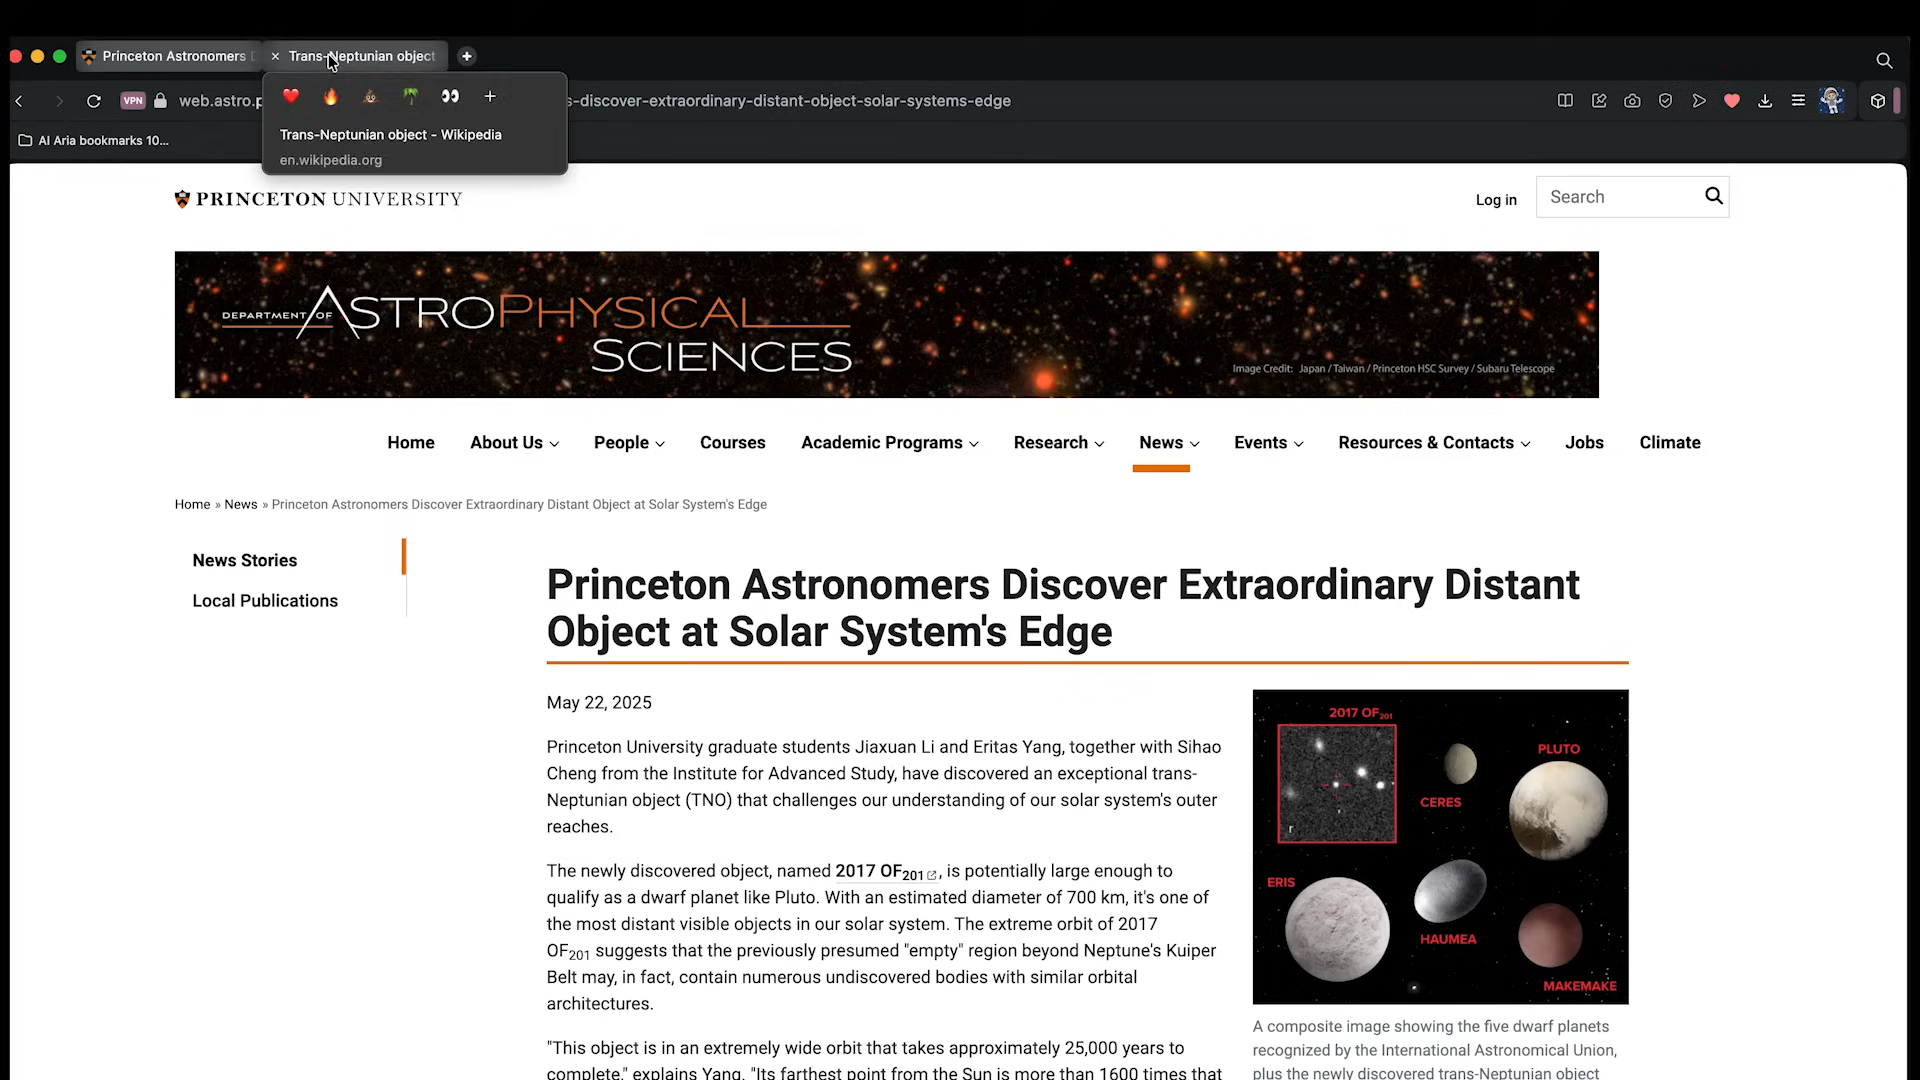 Princeton Astronomers
Trans-Neptunian object
VPN
web.astro.p
s-discover-extraordinary-distant-object-solar-systems-edge
Trans-Neptunian object - Wikipedia
en.wikipedia.org
AI Aria bookmarks 10...
PRINCETON UNIVERSITY
Log in
Search
DEPARTMENT OF ASTROPHYSICAL
SCIENCES
Image Credit: Japan / Taiwan / Princeton HSC Survey / Subaru Telescope
Home
About Us
People
Courses
Academic Programs
Research
News
Events
Resources & Contacts
Jobs
Climate
Home » News » Princeton Astronomers Discover Extraordinary Distant Object at Solar System's Edge
News Stories
Local Publications
Princeton Astronomers Discover Extraordinary Distant
Object at Solar System's Edge
May 22, 2025
Princeton University graduate students Jiaxuan Li and Eritas Yang, together with Sihao
Cheng from the Institute for Advanced Study, have discovered an exceptional trans-
Neptunian object (TNO) that challenges our understanding of our solar system's outer
reaches.
The newly discovered object, named 2017 OF201, is potentially large enough to
qualify as a dwarf planet like Pluto. With an estimated diameter of 700 km, it's one of
the most distant visible objects in our solar system. The extreme orbit of 2017
OF201 suggests that the previously presumed "empty" region beyond Neptune's Kuiper
Belt may, in fact, contain numerous undiscovered bodies with similar orbital
architectures.
"This object is in an extremely wide orbit that takes approximately 25,000 years to
complete," explains Yang. "Its farthest point from the Sun is more than 1600 times that
2017 OF201
r
CERES
PLUTO
ERIS
HAUMEA
MAKEMAKE
A composite image showing the five dwarf planets
recognized by the International Astronomical Union,
plus the newly discovered trans-Neptunian object